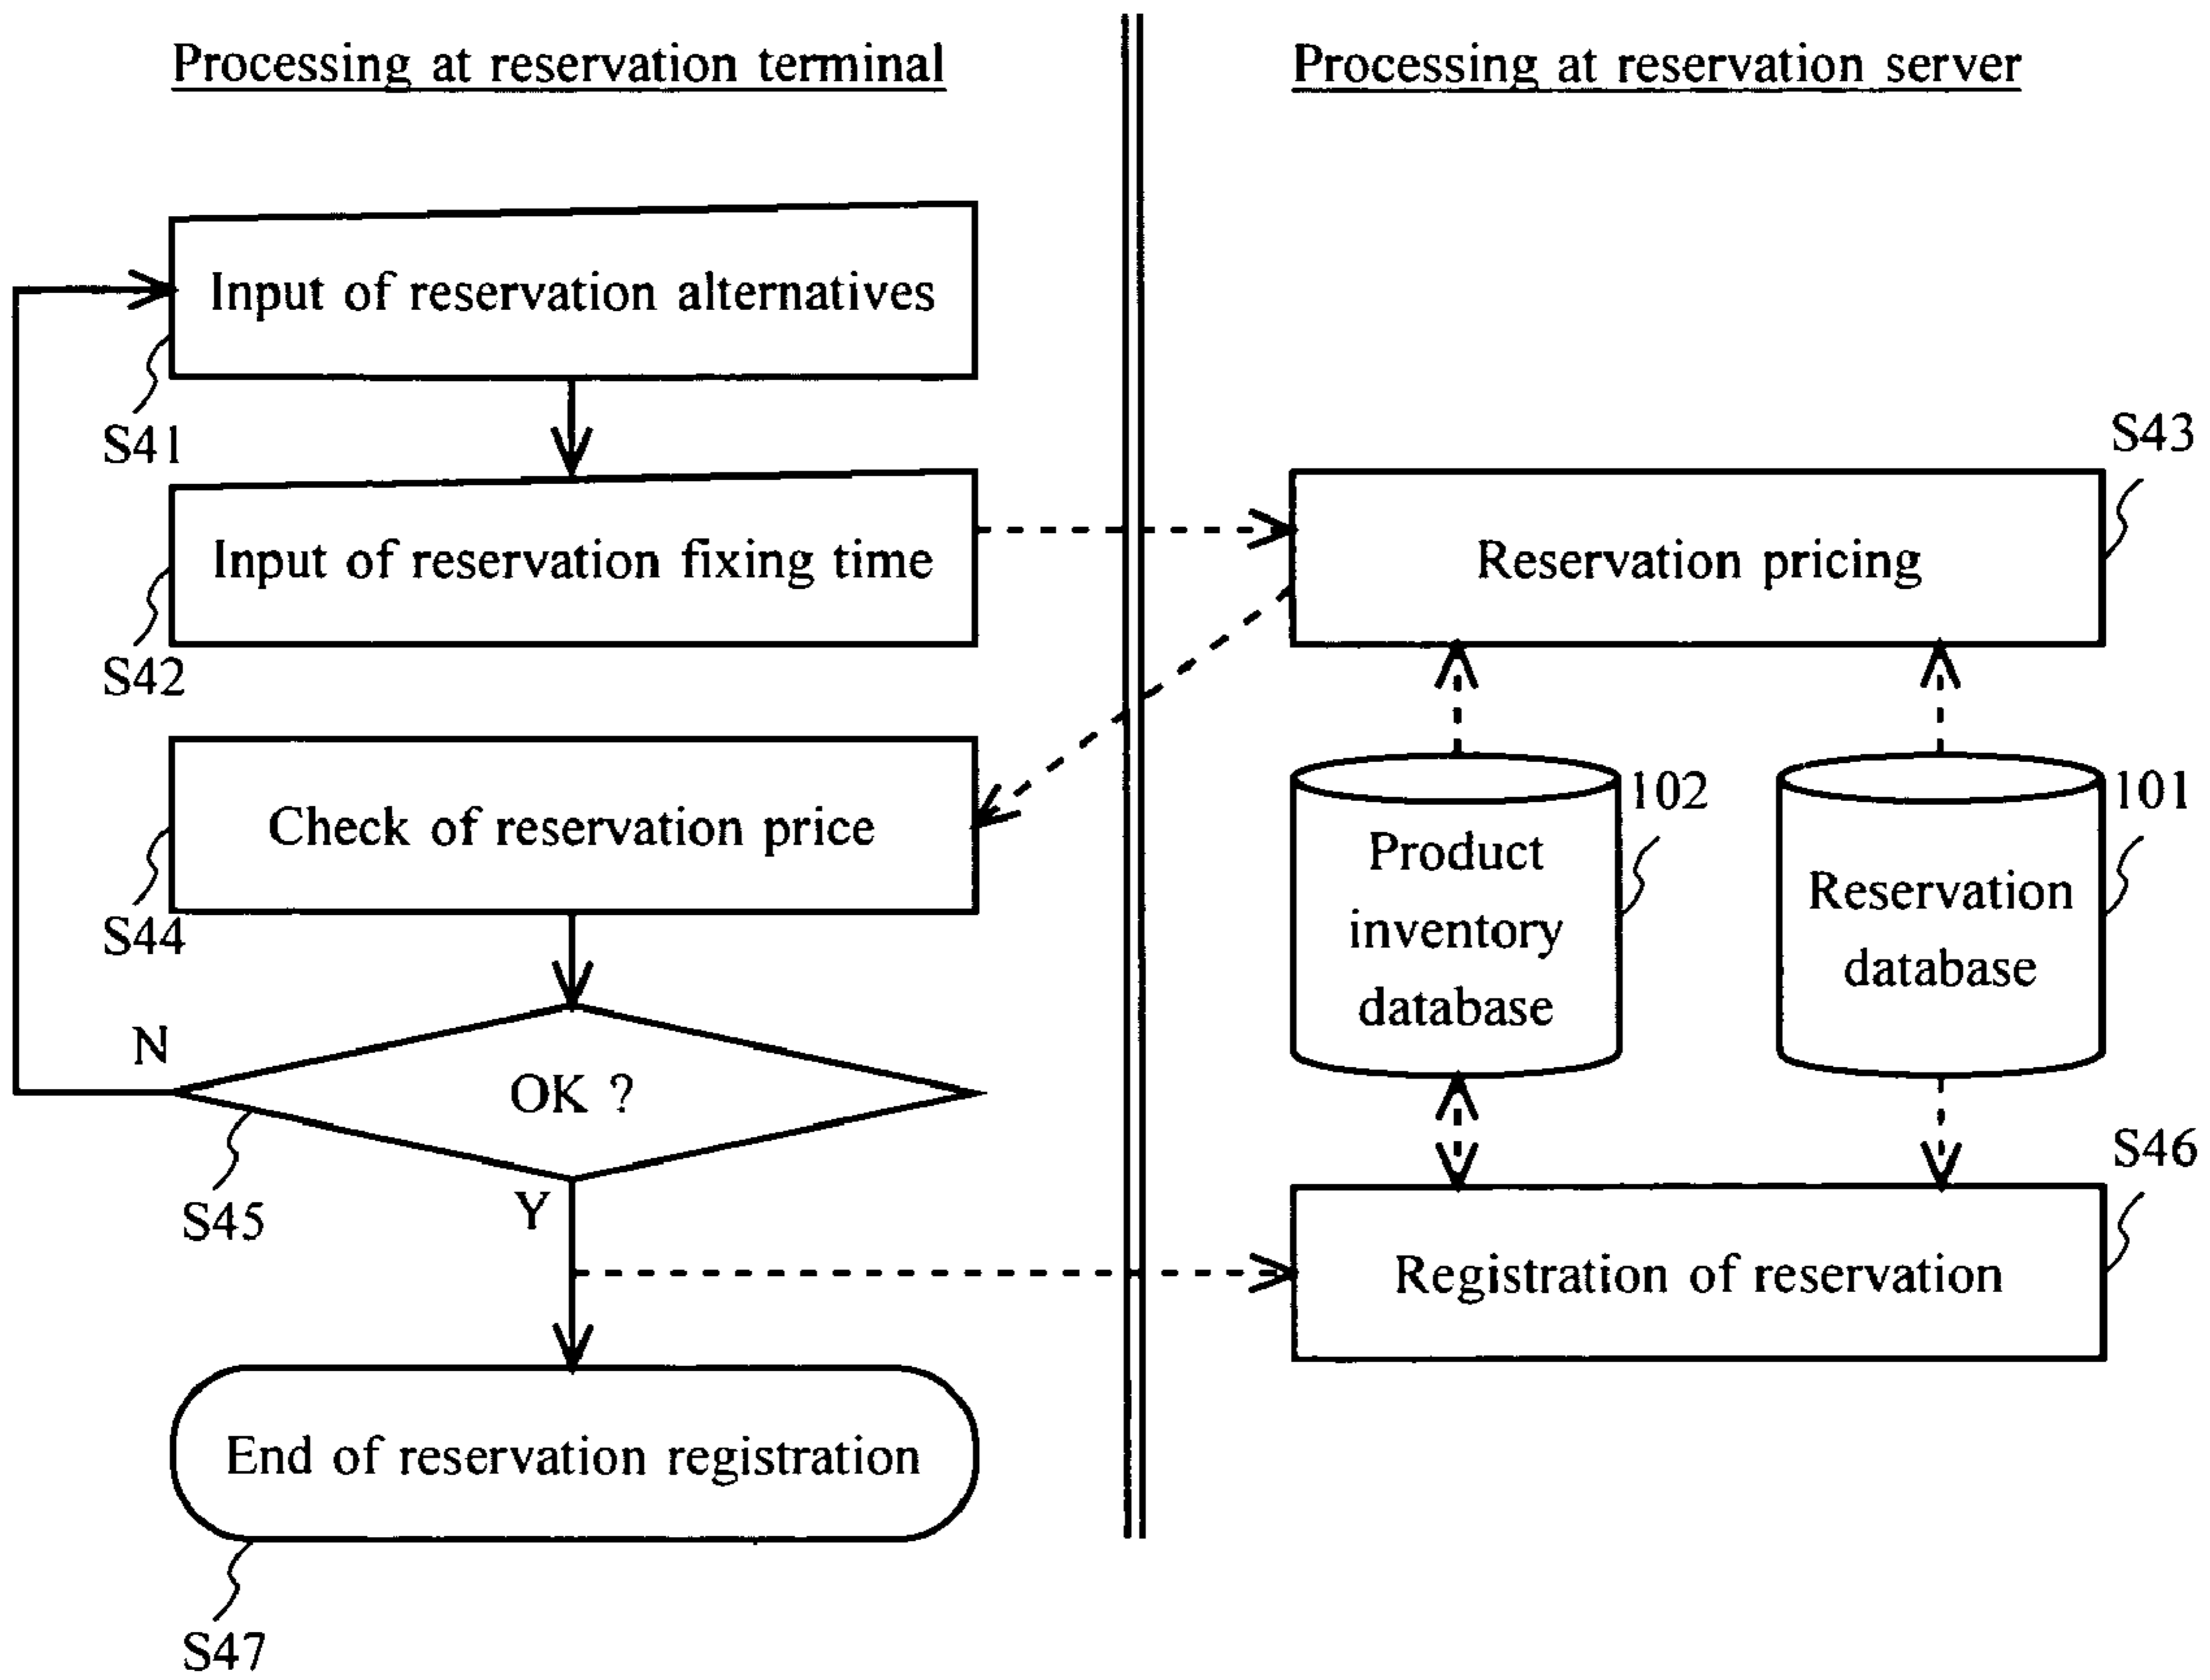 Processing at reservation terminal
Processing at reservation server
Input of reservation alternatives
S41
S43
Input of reservation fixing time
Reservation pricing
S42
102
101
Check of reservation price
Product
inventory
database
Reservation
database
S44
N
OK ?
S45
Y
S46
Registration of reservation
End of reservation registration
S47